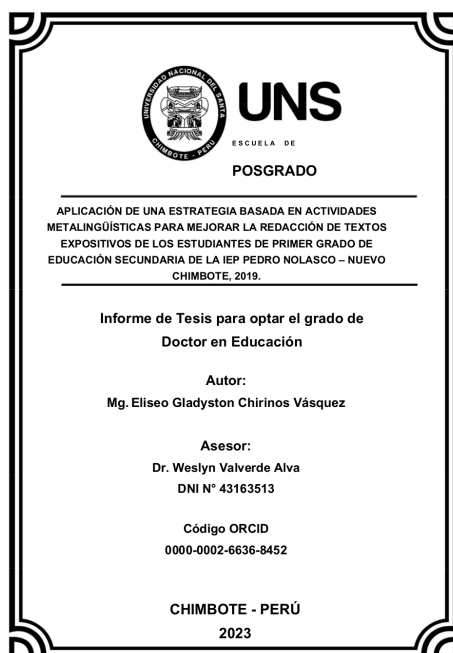 UNIVERSIDAD NACIONAL DEL SANTA
CHIMBOTE - PERÚ
UNS
ESCUELA DE
POSGRADO
APLICACIÓN DE UNA ESTRATEGIA BASADA EN ACTIVIDADES
METALINGÜÍSTICAS PARA MEJORAR LA REDACCIÓN DE TEXTOS
EXPOSITIVOS DE LOS ESTUDIANTES DE PRIMER GRADO DE
EDUCACIÓN SECUNDARIA DE LA IEP PEDRO NOLASCO – NUEVO
CHIMBOTE, 2019.
Informe de Tesis para optar el grado de
Doctor en Educación
Autor:
Mg. Eliseo Gladyston Chirinos Vásquez
Asesor:
Dr. Weslyn Valverde Alva
DNI N° 43163513
Código ORCID
0000-0002-6636-8452
CHIMBOTE - PERÚ
2023